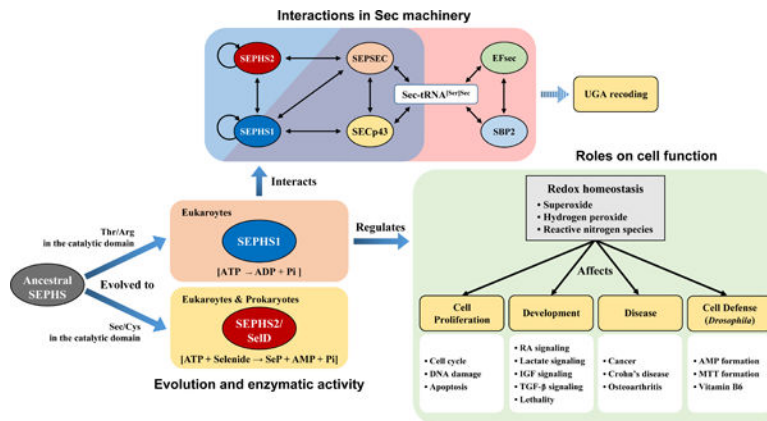 Interactions in Sec machinery
SEPHS2
SEPSEC
EFsec
Sec-tRNA[Ser]Sec
UGA recoding
SEPHS1
SECp43
SBP2
Interacts
Roles on cell function
Redox homeostasis
• Superoxide
• Hydrogen peroxide
• Reactive nitrogen species
Affects
Cell
Proliferation
Development
Disease
Cell Defense
(Drosophila)
• Cell cycle
• DNA damage
• Apoptosis
• RA signaling
• Lactate signaling
• IGF signaling
• TGF-β signaling
• Lethality
• Cancer
• Crohn's disease
• Osteoarthritis
• AMP formation
• MTT formation
• Vitamin B6
Regulates
Eukaroytes
SEPHS1
[ATP → ADP + Pi ]
Thr/Arg
in the catalytic domain
Ancestral
SEPHS
Evolved to
Sec/Cys
in the catalytic domain
Eukaroytes & Prokaryotes
SEPHS2/
SelD
[ATP + Selenide → SeP + AMP + Pi]
Evolution and enzymatic activity